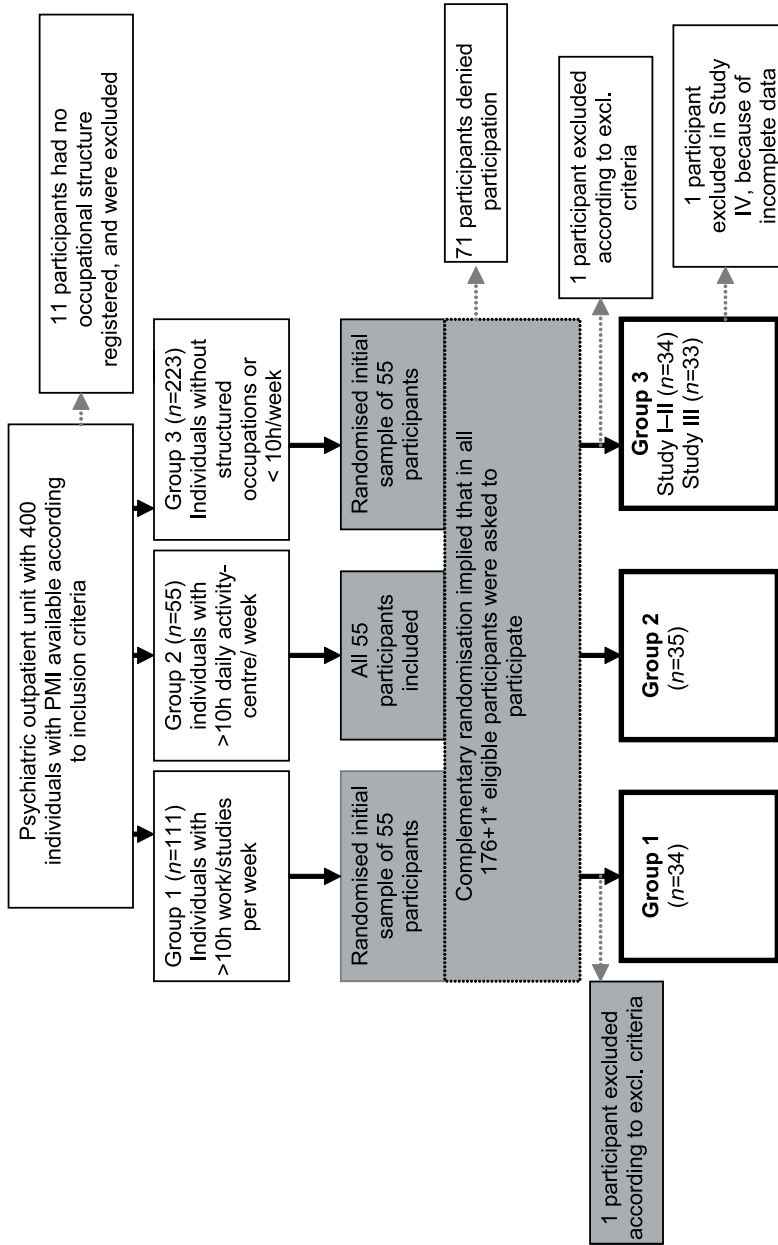 Psychiatric outpatient unit with 400
individuals with PMI available according
to inclusion criteria
11 participants had no
occupational structure
registered, and were excluded
Group 1 (n=111)
Individuals with
>10h work/studies
per week
Group 2 (n=55)
individuals with
>10h daily activity-
centre/ week
Group 3 (n=223)
Individuals without
structured
occupations or
< 10h/week
Randomised initial
sample of 55
participants
All 55
participants
included
Randomised initial
sample of 55
participants
Complementary randomisation implied that in all
176+1* eligible participants were asked to
participate
71 participants denied
participation
1 participant excluded
according to excl. criteria
1 participant excluded
according to excl.
criteria
Group 1
(n=34)
Group 2
(n=35)
Group 3
Study I–II (n=34)
Study III (n=33)
1 participant
excluded in Study
IV, because of
incomplete data